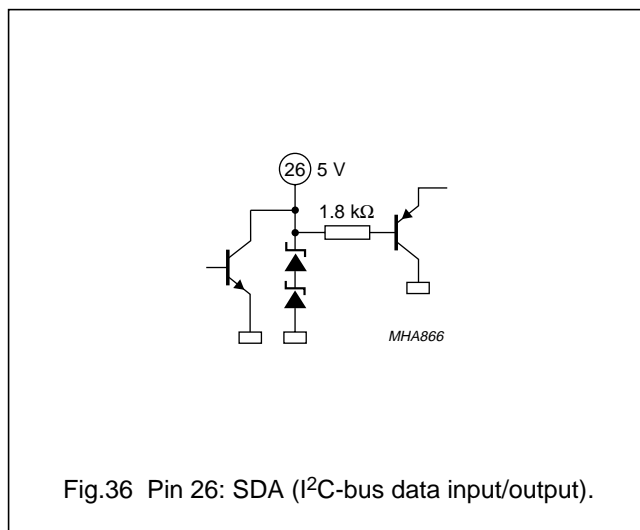 26 5 V
1.8 kΩ
MHA866
Fig.36 Pin 26: SDA (I²C-bus data input/output).